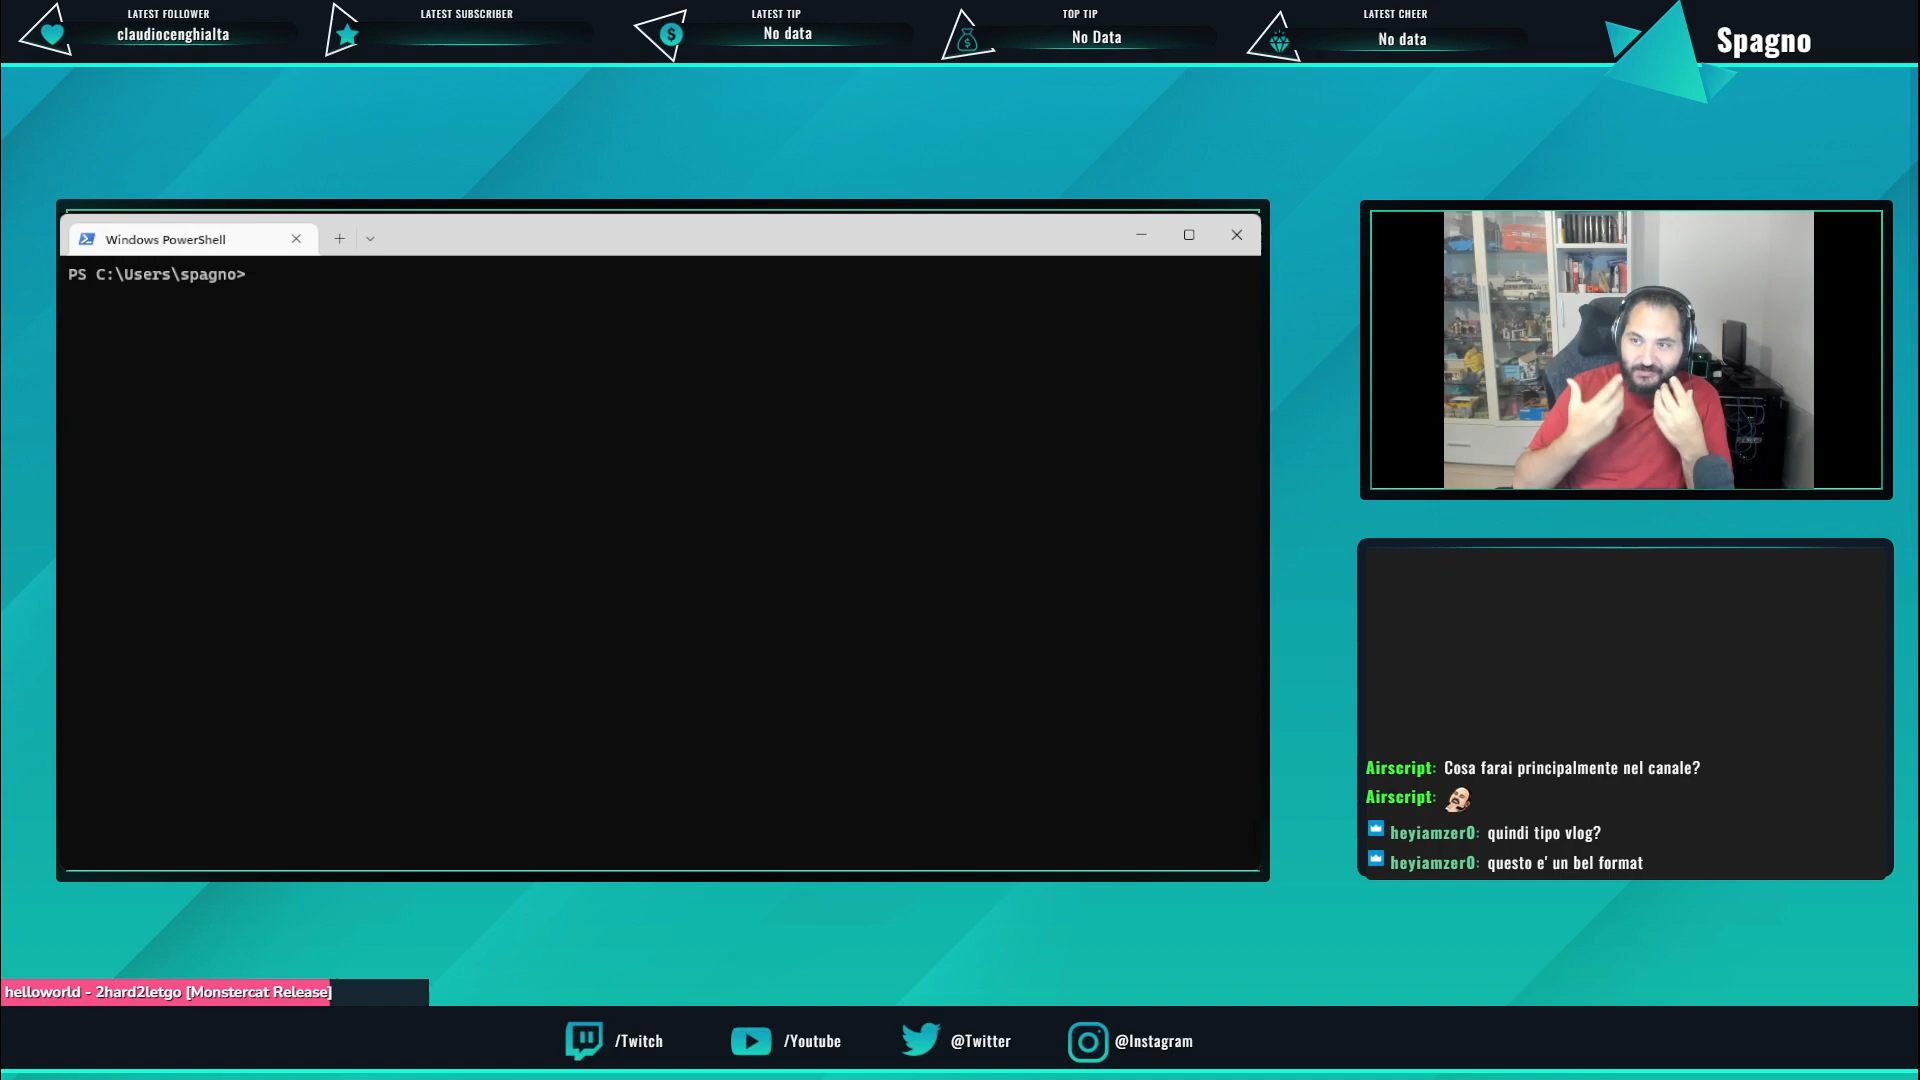 LATEST FOLLOWER
claudiocenghialta
LATEST SUBSCRIBER
LATEST TIP
No data
TOP TIP
No Data
LATEST CHEER
No data
Spagno
Windows PowerShell
PS C:\Users\spagno>
Airscript: Cosa farai principalmente nel canale?
Airscript:
heyiamzer0: quindi tipo vlog?
heyiamzer0: questo e' un bel format
helloworld - 2hard2letgo [Monstercat Release]
/Twitch
/Youtube
@Twitter
@Instagram